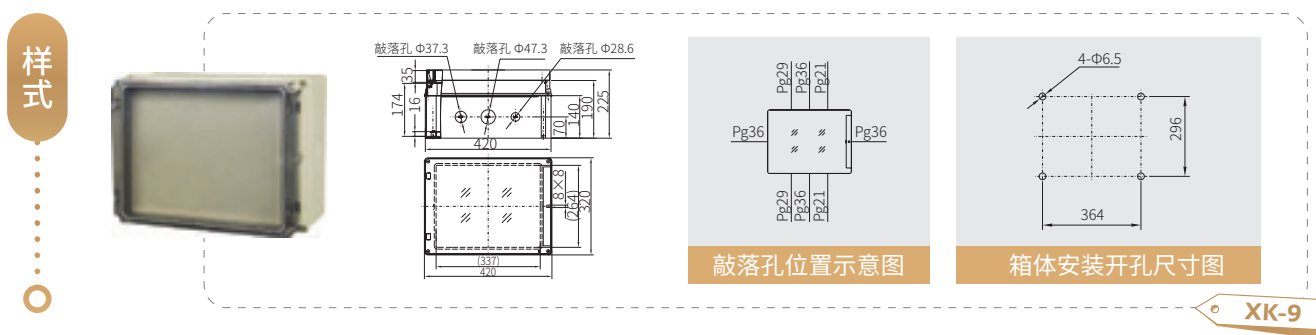 样式
敲落孔 Φ37.3
敲落孔 Φ47.3
敲落孔 Φ28.6
35
174
16
70
140
190
225
420
8×8
(264)
320
(337)
420
Pg29
Pg36
Pg21
Pg36
Pg36
Pg29
Pg36
Pg21
敲落孔位置示意图
4-Φ6.5
296
364
箱体安装开孔尺寸图
XK-9